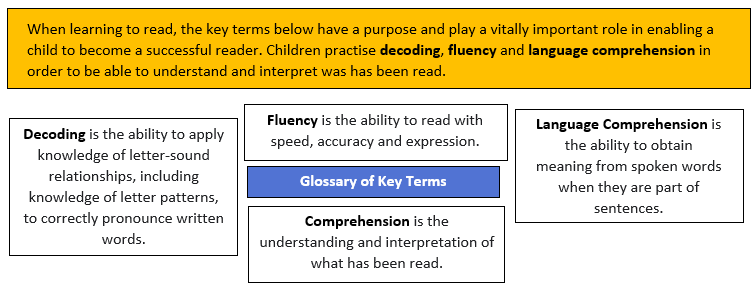 When learning to read, the key terms below have a purpose and play a vitally important role in enabling a
child to become a successful reader. Children practise decoding, fluency and language comprehension in
order to be able to understand and interpret was has been read.
Decoding is the ability to apply
knowledge of letter-sound
relationships, including
knowledge of letter patterns,
to correctly pronounce written
words.
Fluency is the ability to read with
speed, accuracy and expression.
Glossary of Key Terms
Comprehension is the
understanding and interpretation of
what has been read.
Language Comprehension is
the ability to obtain
meaning from spoken words
when they are part of
sentences.